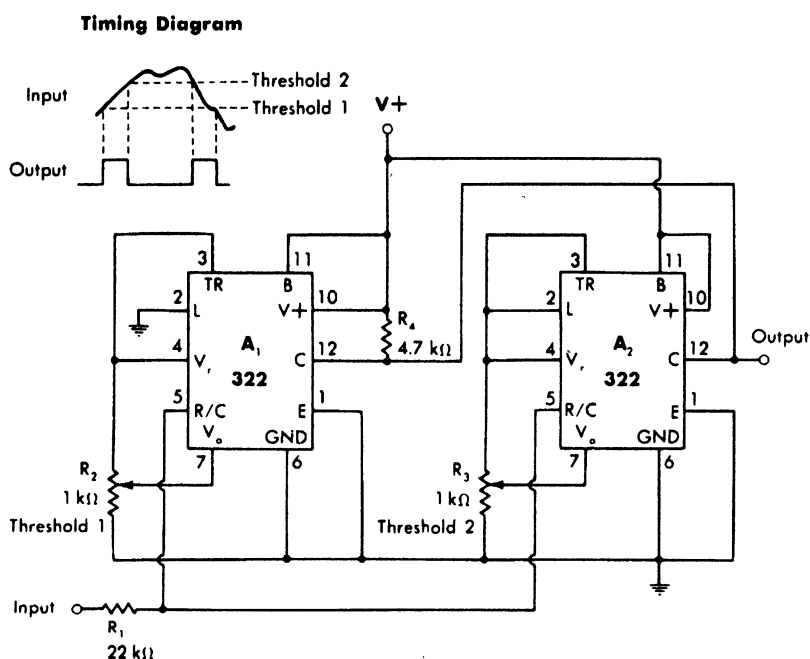 Timing Diagram
Input
Threshold 2
Threshold 1
Output
V+
3
TR
11
B
2
L
10
V+
4
Vr
A1
322
12
C
R4
4.7 kΩ
5
R/C
1
E
Vo
GND
7
6
R2
1 kΩ
Threshold 1
3
TR
11
B
2
L
10
V+
4
Vr
A2
322
12
C
Output
5
R/C
1
E
Vo
GND
7
6
R3
1 kΩ
Threshold 2
Input
R1
22 kΩ